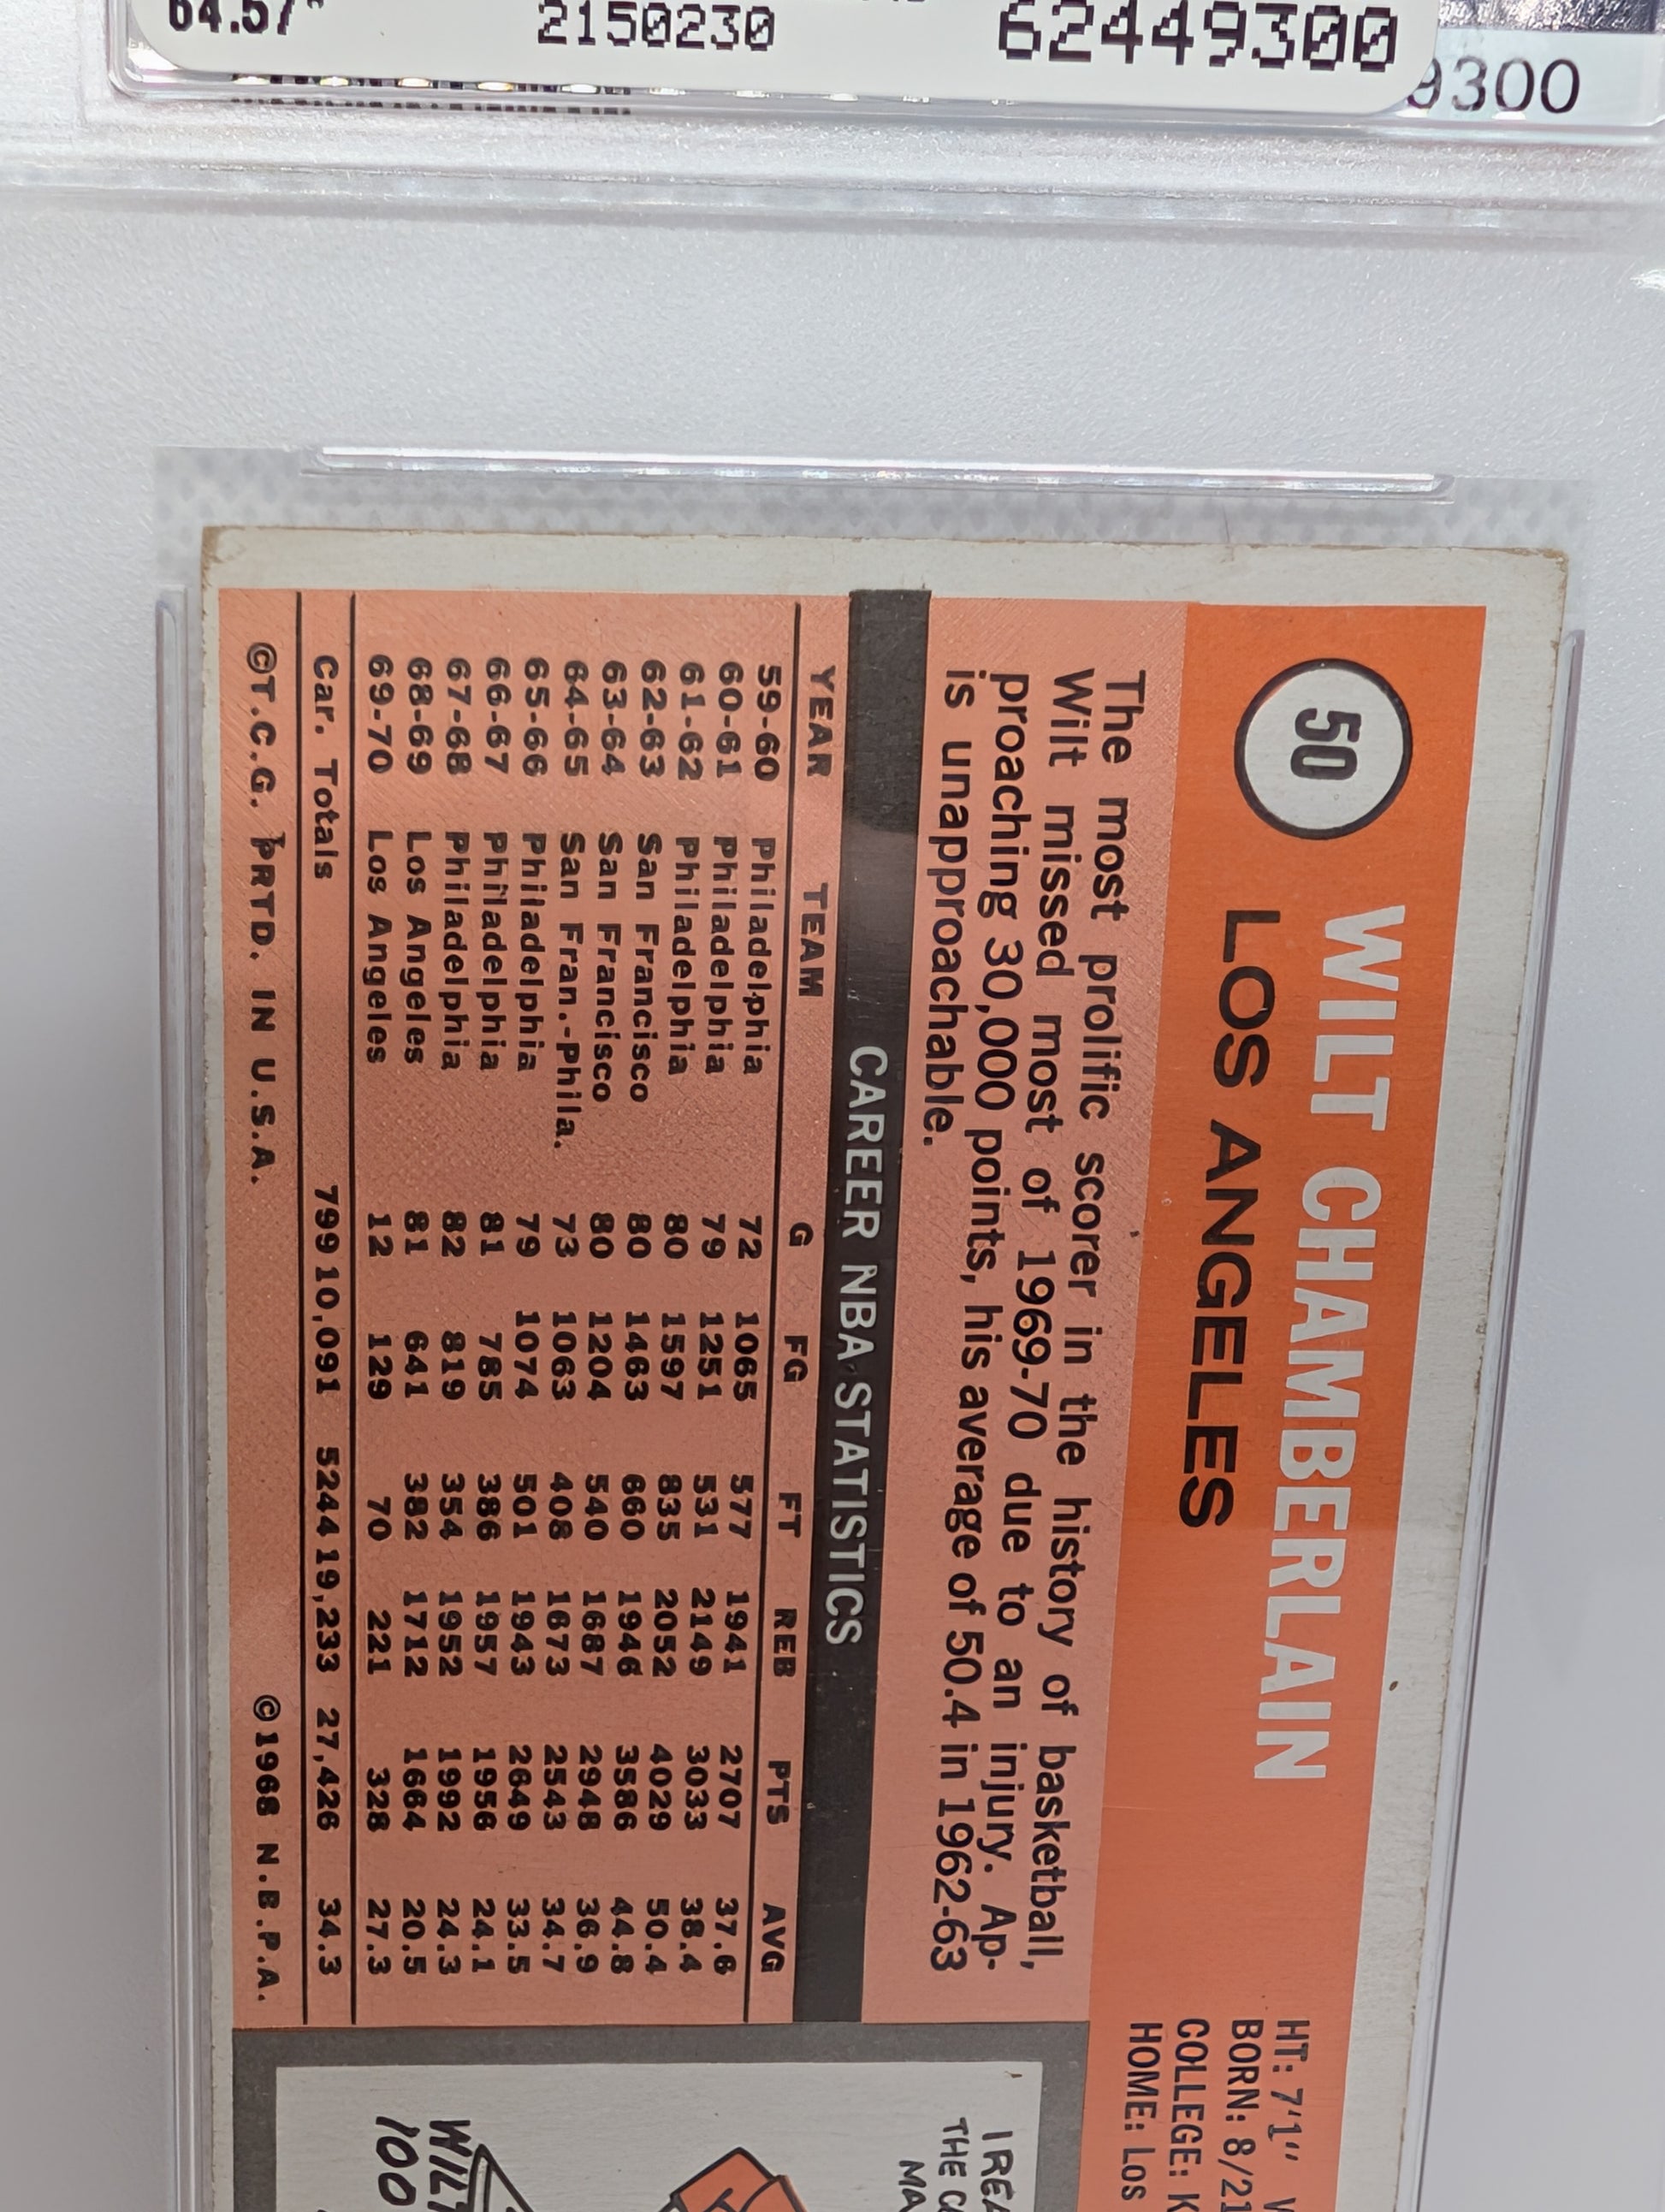 64.57
2150230
62449300
9300
50
WILT CHAMBERLAIN
LOS ANGELES
HT: 7'1"
BORN: 8/21
COLLEGE: K
HOME: Los
The most prolific scorer in the history of basketball,
Wilt missed most of 1969-70 due to an injury. Ap-
proaching 30,000 points, his average of 50.4 in 1962-63
is unapproachable.
CAREER NBA STATISTICS
YEAR TEAM G FG FT REB PTS AVG
59-60 Philadelphia 72 1065 577 1941 2707 37.6
60-61 Philadelphia 79 1251 531 2149 3033 38.4
61-62 Philadelphia 80 1597 835 2052 4029 50.4
62-63 San Francisco 80 1463 660 1946 3586 44.8
63-64 San Francisco 80 1204 540 1687 2948 36.9
64-65 San Fran.-Phila. 73 1063 408 1673 2543 34.7
65-66 Philadelphia 79 1074 501 1943 2649 33.5
66-67 Philadelphia 81 785 386 1957 1956 24.1
67-68 Philadelphia 82 819 354 1952 1992 24.3
68-69 Los Angeles 81 641 382 1712 1664 20.5
69-70 Los Angeles 12 129 70 221 328 27.3
Car. Totals 799 10,091 5244 19,233 27,426 34.3
©T.C.G. PRTD. IN U.S.A. ©1968 N.B.P.A.
THE
100